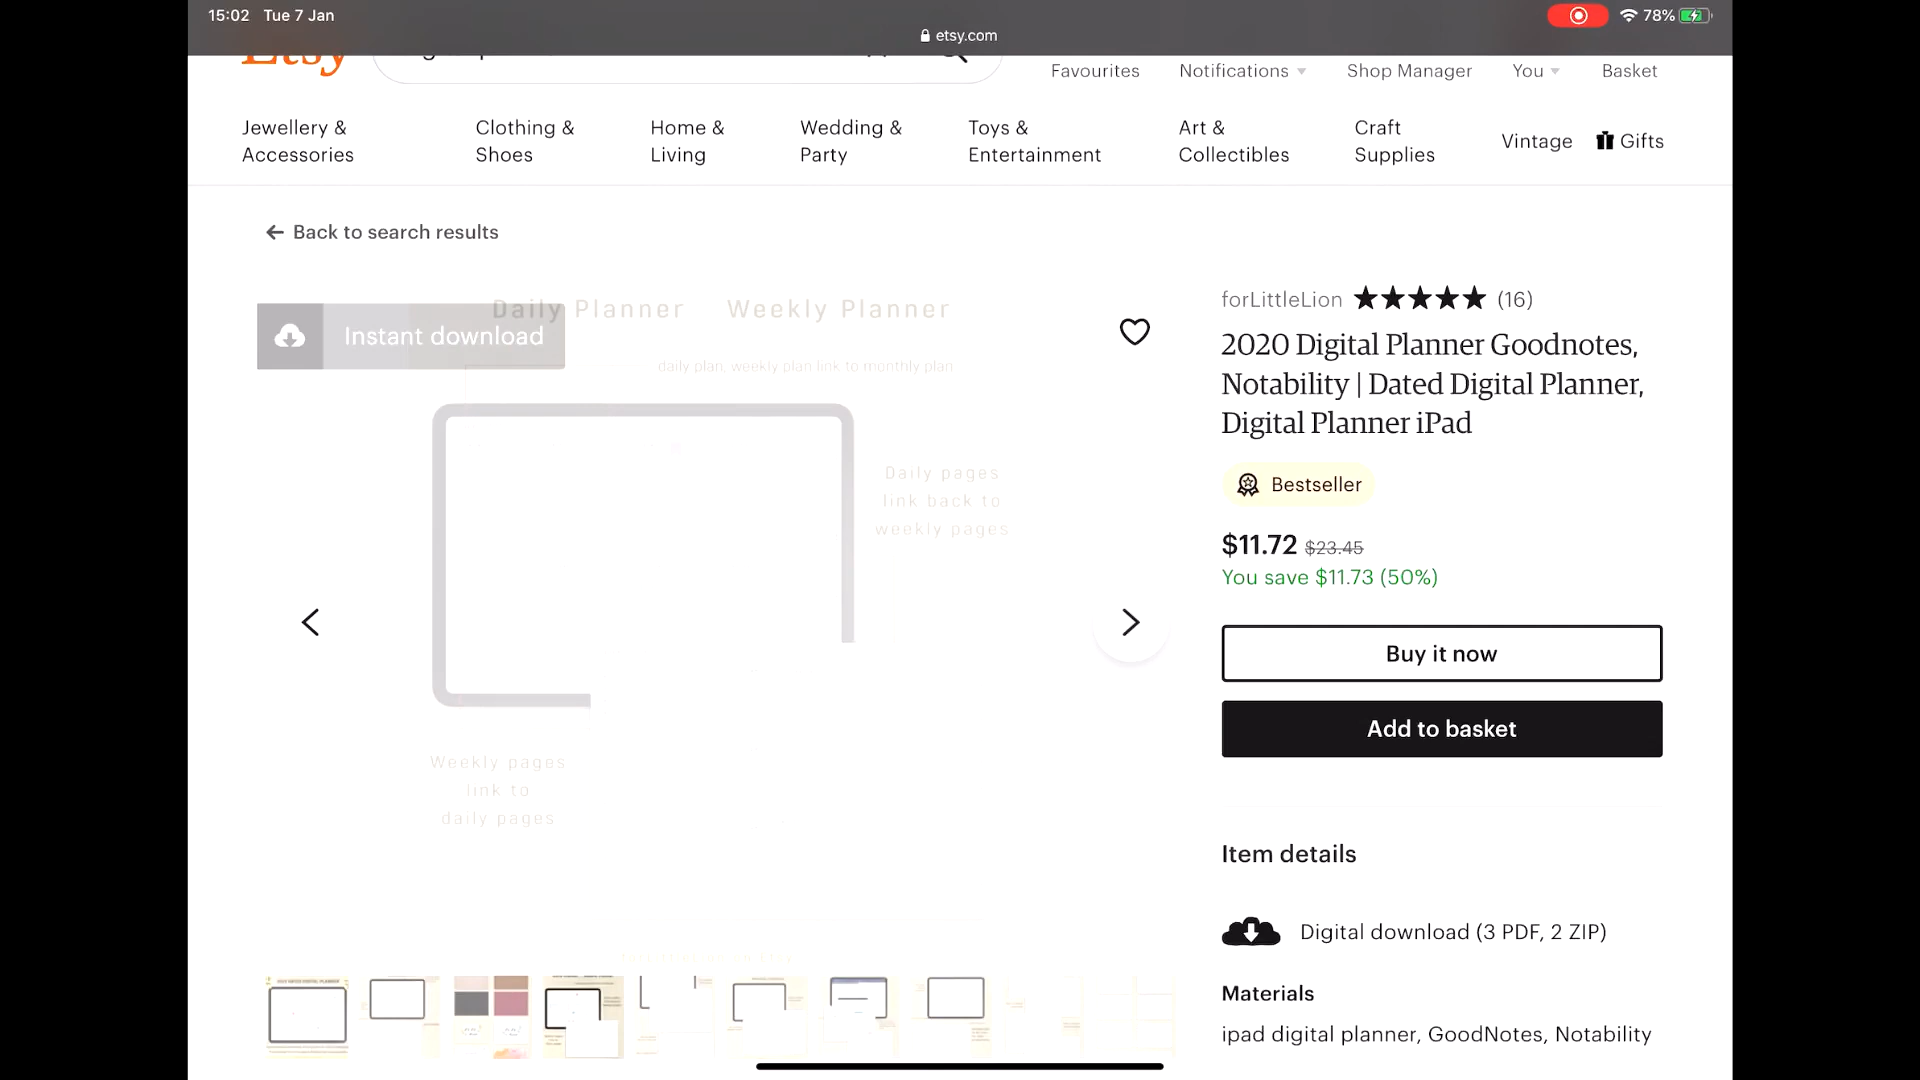 15:02 Tue 7 Jan
78%
etsy.com
Etsy
Favourites
Notifications
Shop Manager
You
Basket
Jewellery &
Accessories
Clothing &
Shoes
Home &
Living
Wedding &
Party
Toys &
Entertainment
Art &
Collectibles
Craft
Supplies
Vintage
Gifts
Back to search results
Daily Planner Weekly Planner
Instant download
daily plan, weekly plan link to monthly plan
Daily pages
link back to
weekly pages
Weekly pages
link to
daily pages
forLittleLion (16)
2020 Digital Planner Goodnotes,
Notability | Dated Digital Planner,
Digital Planner iPad
Bestseller
$11.72 $23.45
You save $11.73 (50%)
Buy it now
Add to basket
Item details
Digital download (3 PDF, 2 ZIP)
Materials
ipad digital planner, GoodNotes, Notability